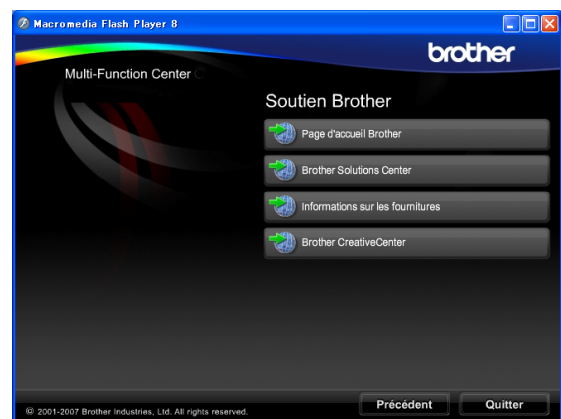 Macromedia Flash Player 8
brother
Multi-Function Center
Soutien Brother
Page d'accueil Brother
Brother Solutions Center
Informations sur les fournitures
Brother CreativeCenter
© 2001-2007 Brother Industries, Ltd. All rights reserved.
Précédent
Quitter